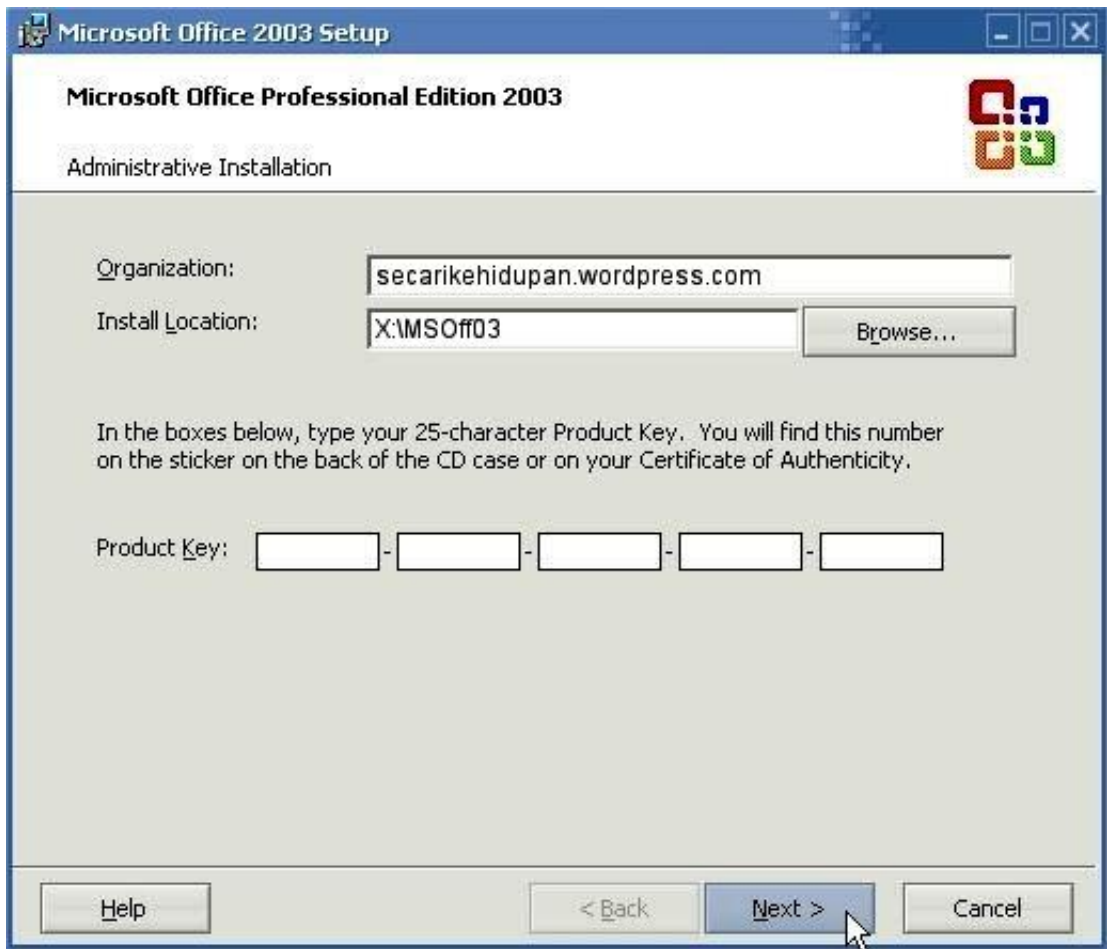 Microsoft Office 2003 Setup
Microsoft Office Professional Edition 2003
Administrative Installation
Organization: secarikehidupan.wordpress.com
Install Location: X:\MSOff03 Browse...
In the boxes below, type your 25-character Product Key. You will find this number
on the sticker on the back of the CD case or on your Certificate of Authenticity.
Product Key: - - - -
Help < Back Next > Cancel